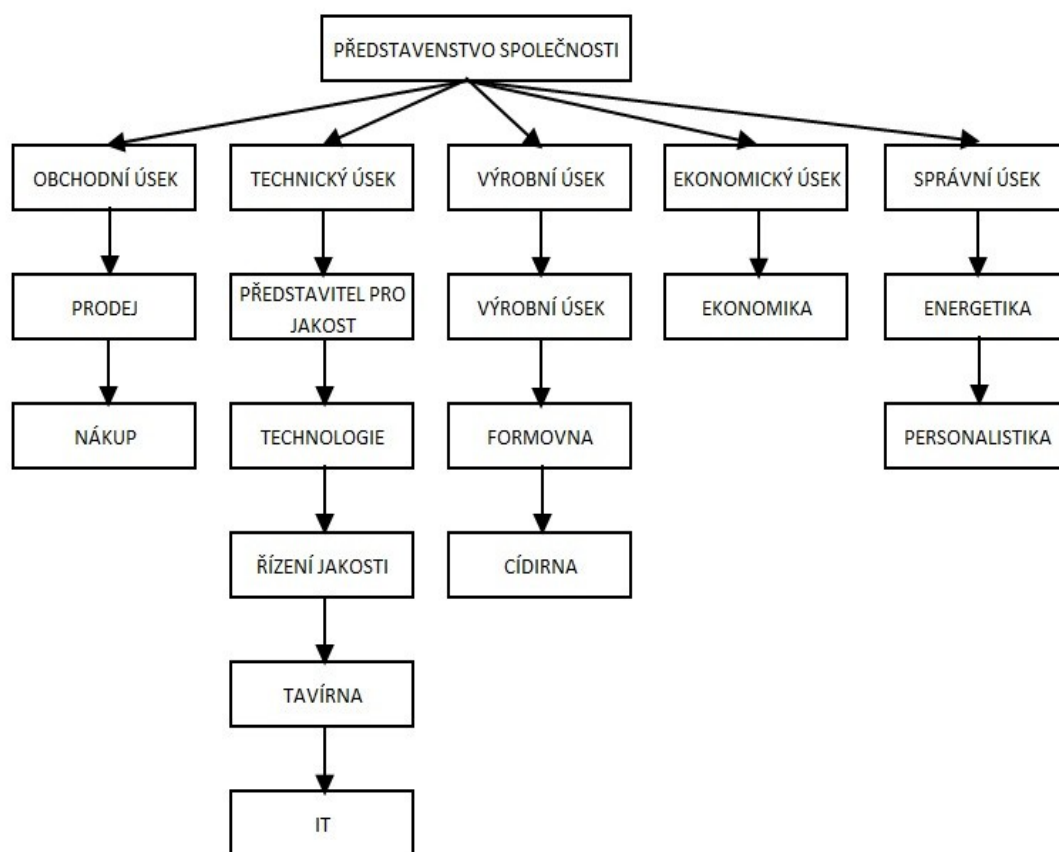 PŘEDSTAVENSTVO SPOLEČNOSTI
OBCHODNÍ ÚSEK
TECHNICKÝ ÚSEK
VÝROBNÍ ÚSEK
EKONOMICKÝ ÚSEK
SPRÁVNÍ ÚSEK
PRODEJ
PŘEDSTAVITEL PRO
JAKOST
VÝROBNÍ ÚSEK
EKONOMIKA
ENERGETIKA
NÁKUP
TECHNOLOGIE
FORMOVNA
PERSONALISTIKA
ŘÍZENÍ JAKOSTI
CÍDIRNA
TAVÍRNA
IT